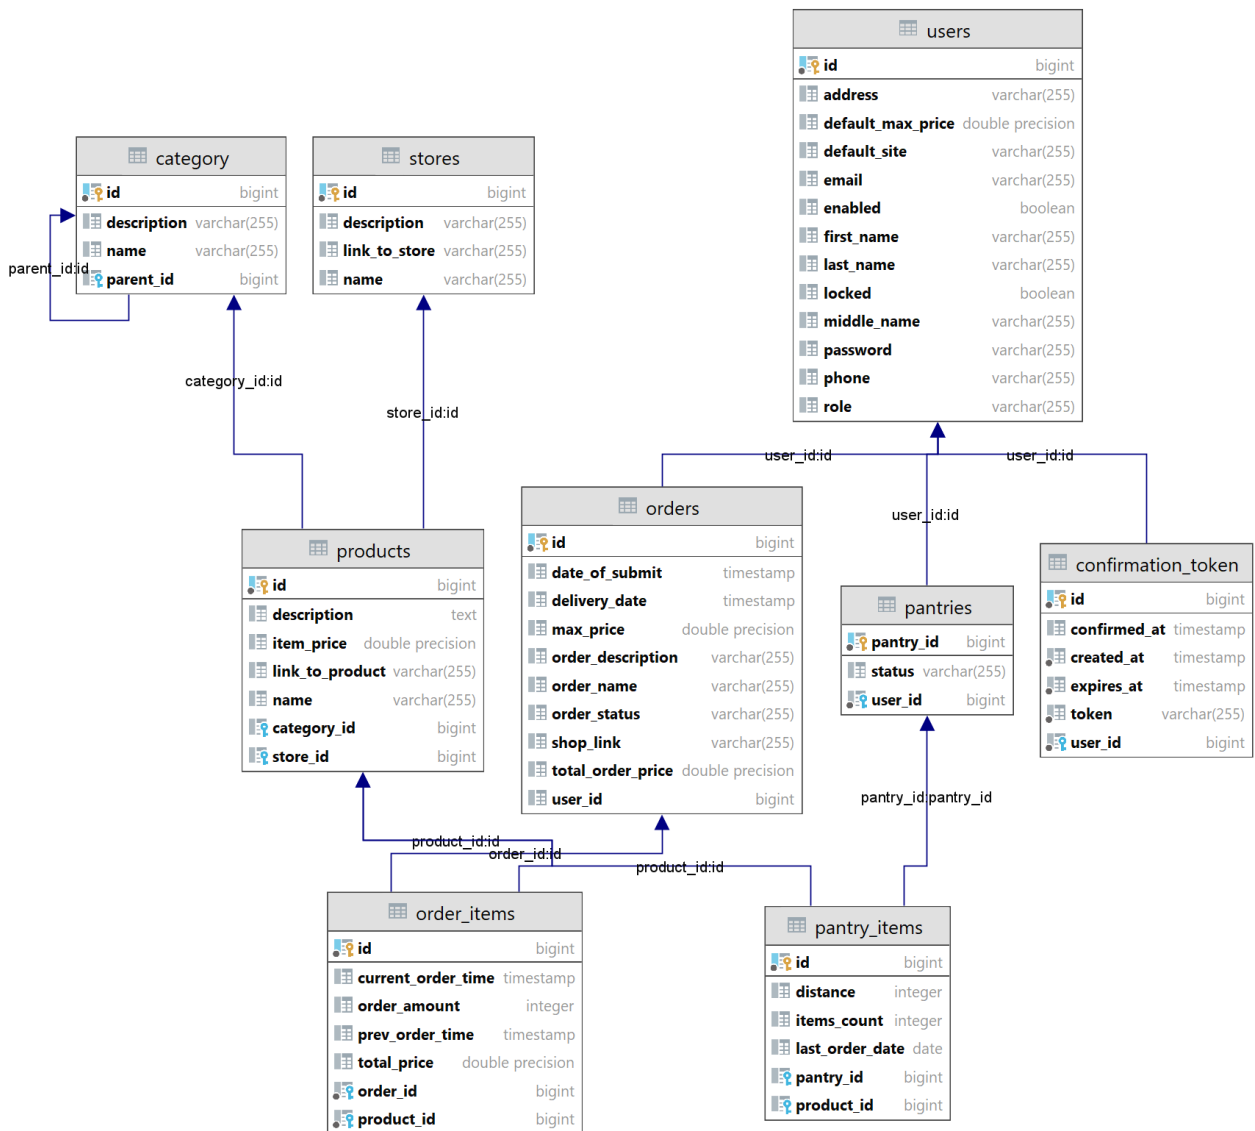 users
id bigint
address varchar(255)
default_max_price double precision
default_site varchar(255)
email varchar(255)
enabled boolean
first_name varchar(255)
last_name varchar(255)
locked boolean
middle_name varchar(255)
password varchar(255)
phone varchar(255)
role varchar(255)
category
id bigint
description varchar(255)
name varchar(255)
parent_id bigint
parent_id:id
stores
id bigint
description varchar(255)
link_to_store varchar(255)
name varchar(255)
category_id:id
store_id:id
user_id:id
user_id:id
user_id:id
products
id bigint
description text
item_price double precision
link_to_product varchar(255)
name varchar(255)
category_id bigint
store_id bigint
orders
id bigint
date_of_submit timestamp
delivery_date timestamp
max_price double precision
order_description varchar(255)
order_name varchar(255)
order_status varchar(255)
shop_link varchar(255)
total_order_price double precision
user_id bigint
pantries
pantry_id bigint
status varchar(255)
user_id bigint
confirmation_token
id bigint
confirmed_at timestamp
created_at timestamp
expires_at timestamp
token varchar(255)
user_id bigint
pantry_id:pantry_id
product_id:id
order_id:id
product_id:id
order_items
id bigint
current_order_time timestamp
order_amount integer
prev_order_time timestamp
total_price double precision
order_id bigint
product_id bigint
pantry_items
id bigint
distance integer
items_count integer
last_order_date date
pantry_id bigint
product_id bigint